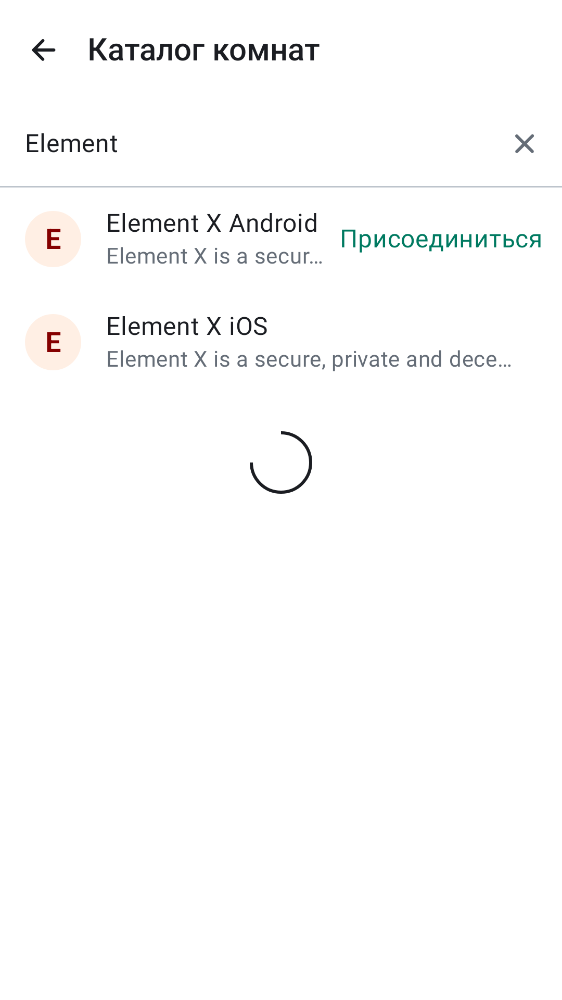 Каталог комнат
Element
E
Element X Android
Element X is a secur...
Присоединиться
E
Element X iOS
Element X is a secure, private and dece...